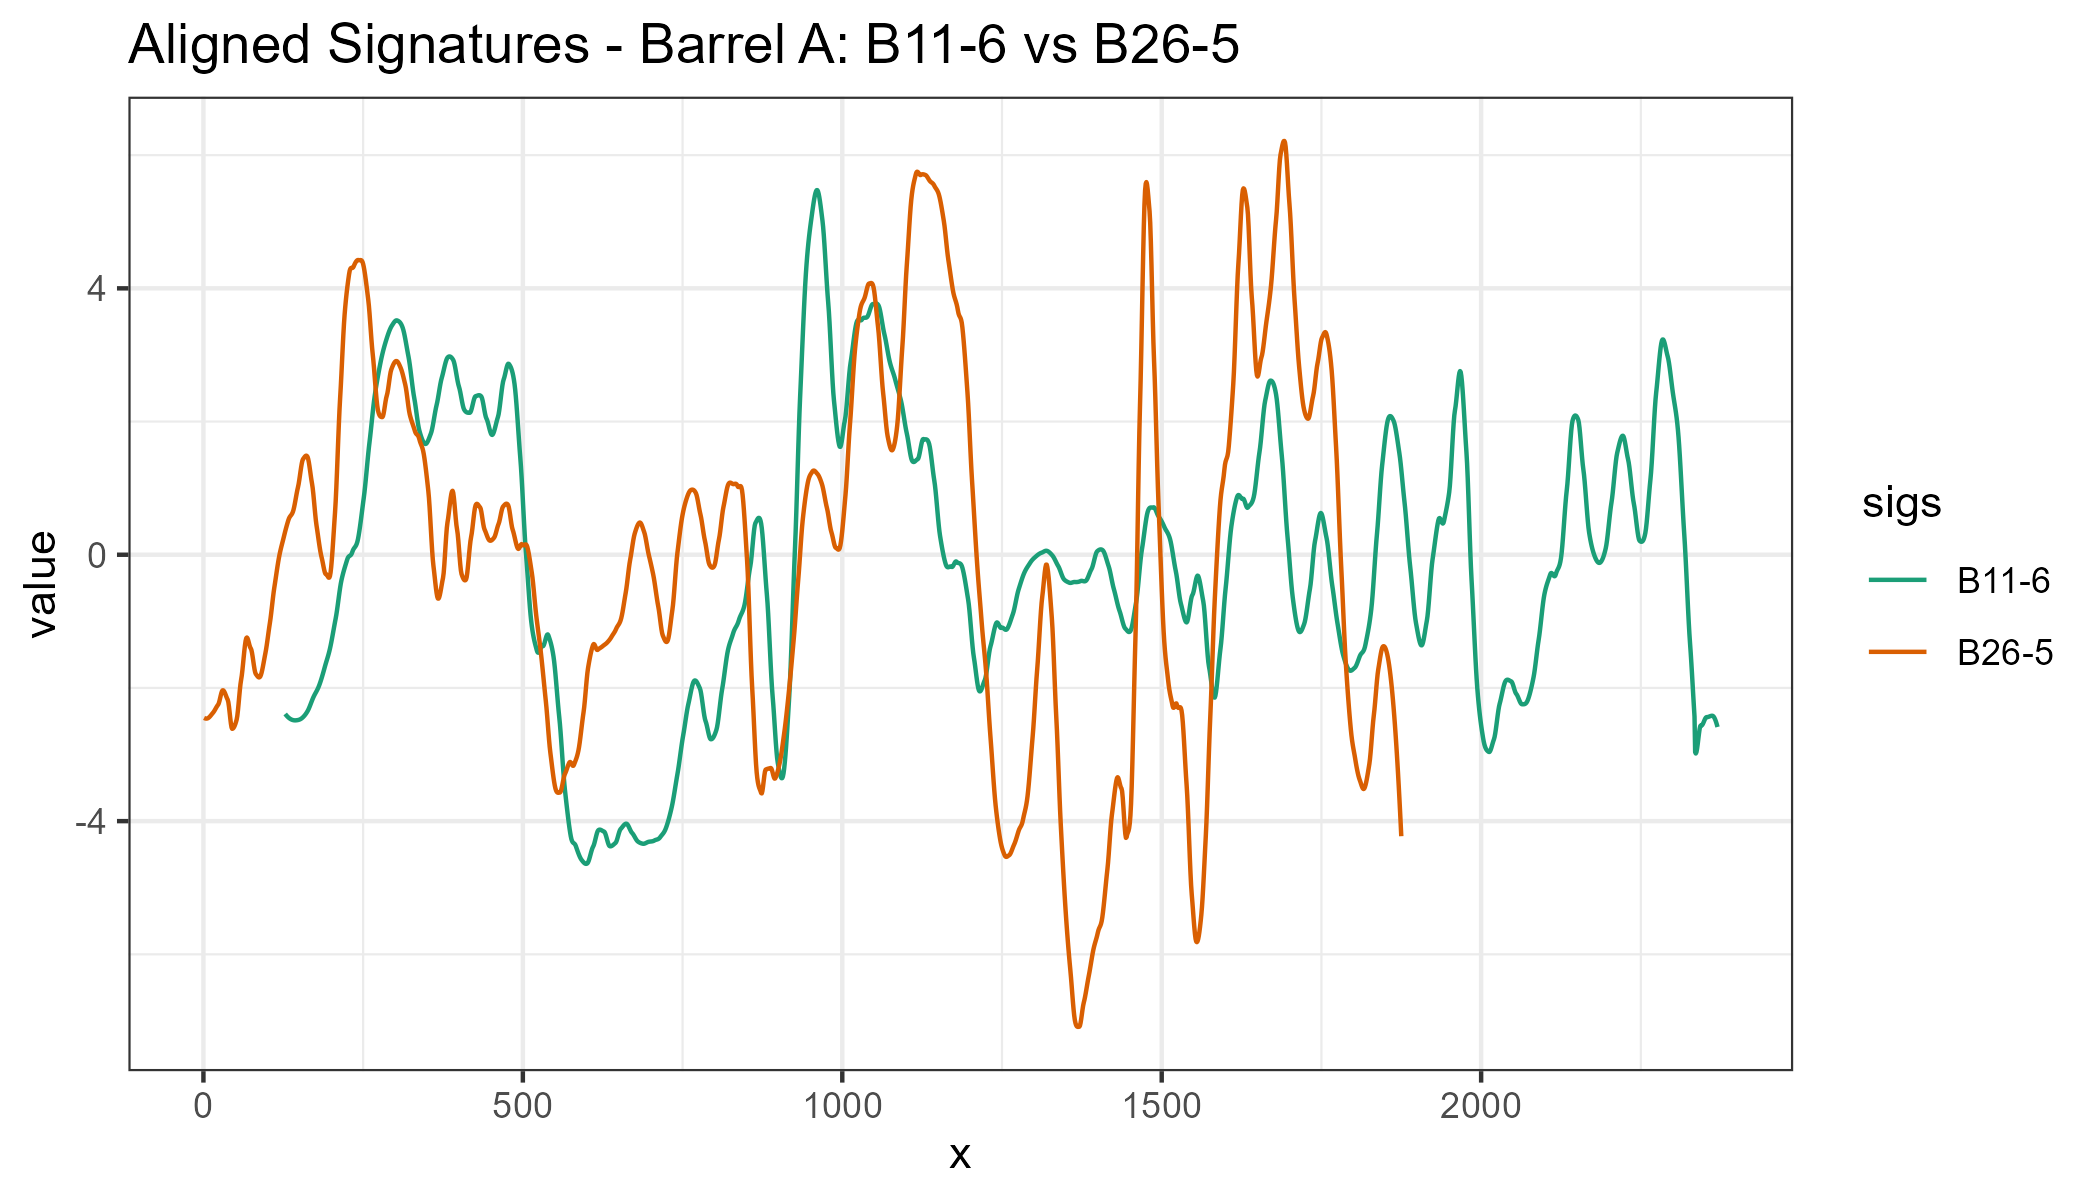 Aligned Signatures - Barrel A: B11-6 vs B26-5
value
4
0
-4
0 500 1000 1500 2000
x
sigs
B11-6
B26-5